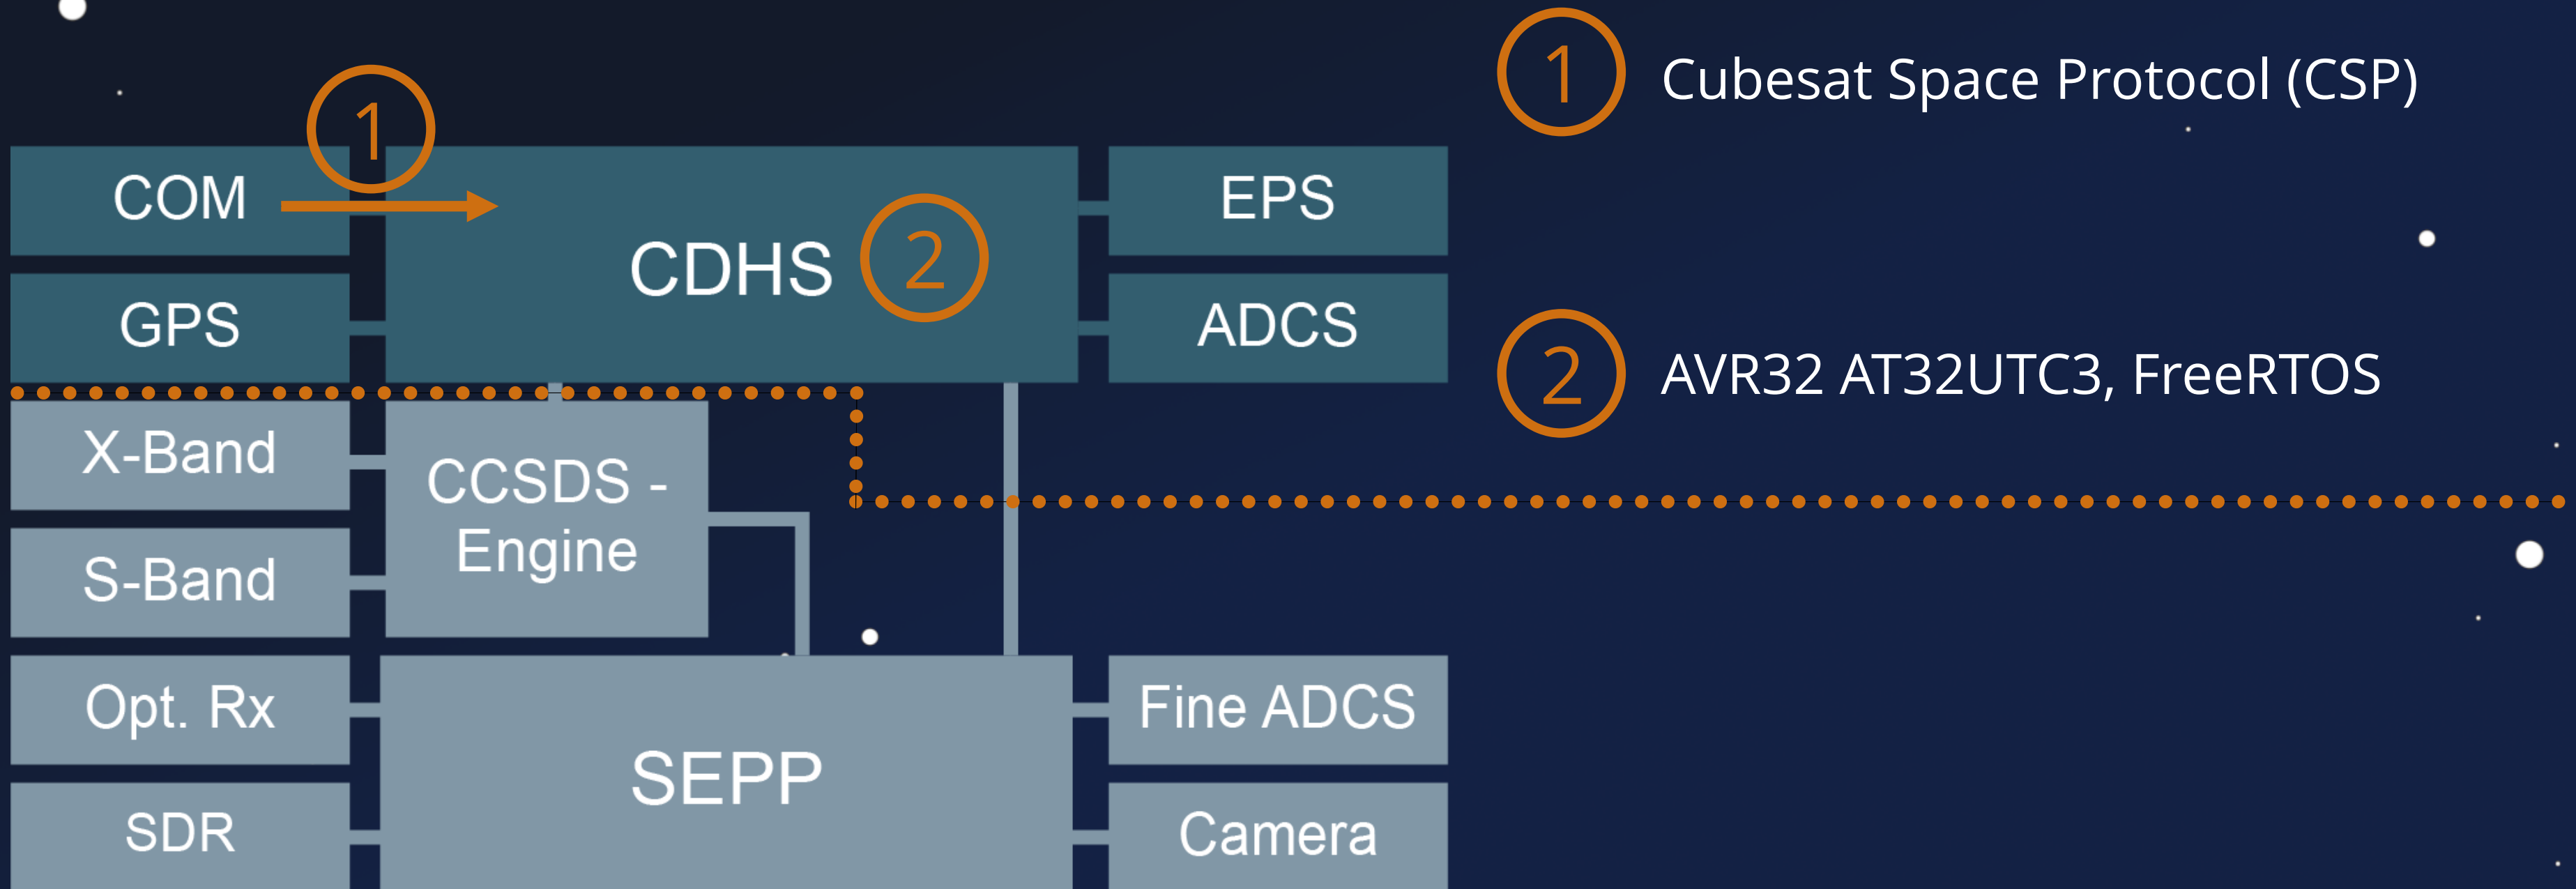 1
COM
GPS
CDHS
2
EPS
ADCS
X-Band
S-Band
CCSDS -
Engine
Opt. Rx
SDR
SEPP
Fine ADCS
Camera
1 Cubesat Space Protocol (CSP)
2 AVR32 AT32UTC3, FreeRTOS